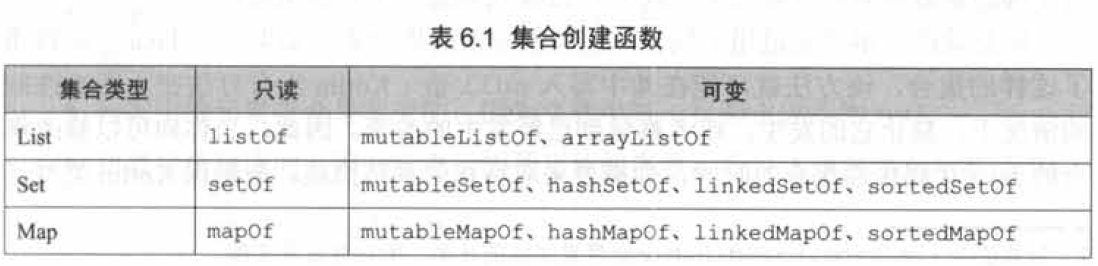 表 6.1 集合创建函数
集合类型 只读 可变
List listOf mutableListOf、arrayListOf
Set setOf mutableSetOf、hashSetOf、linkedSetOf、sortedSetOf
Map mapOf mutableMapOf、hashMapOf、linkedMapOf、sortedMapOf